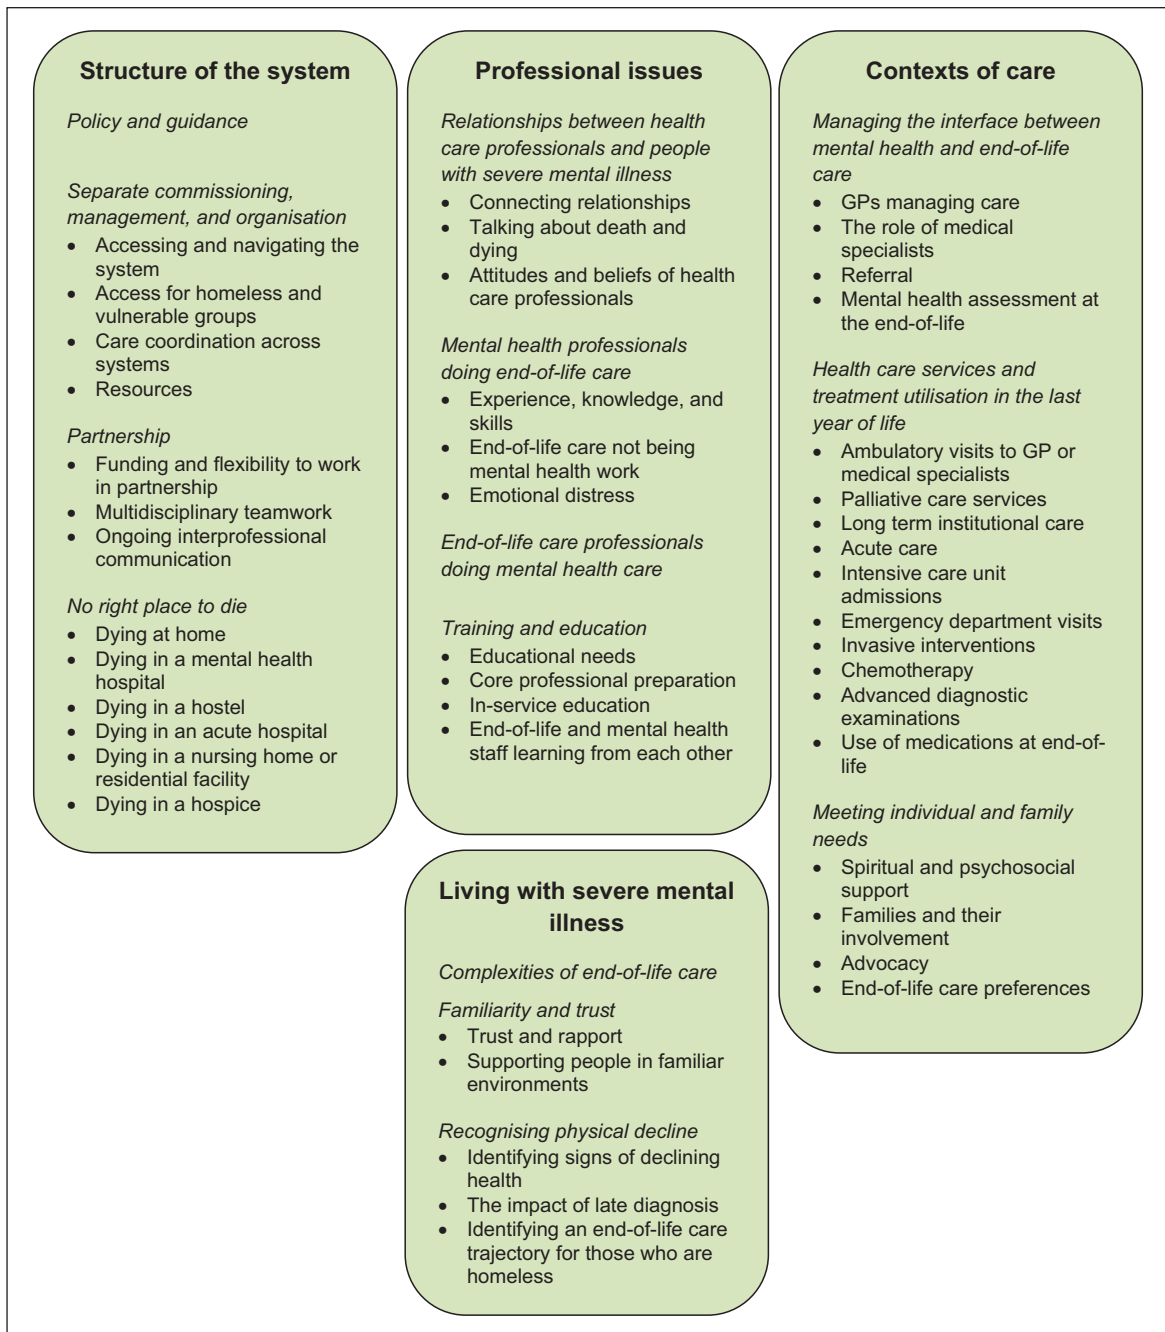 Structure of the system
Policy and guidance
Separate commissioning,
management, and organisation
• Accessing and navigating the
system
• Access for homeless and
vulnerable groups
• Care coordination across
systems
• Resources
Partnership
• Funding and flexibility to work
in partnership
• Multidisciplinary teamwork
• Ongoing interprofessional
communication
No right place to die
• Dying at home
• Dying in a mental health
hospital
• Dying in a hostel
• Dying in an acute hospital
• Dying in a nursing home or
residential facility
• Dying in a hospice
Professional issues
Relationships between health
care professionals and people
with severe mental illness
• Connecting relationships
• Talking about death and
dying
• Attitudes and beliefs of health
care professionals
Mental health professionals
doing end-of-life care
• Experience, knowledge, and
skills
• End-of-life care not being
mental health work
• Emotional distress
End-of-life care professionals
doing mental health care
Training and education
• Educational needs
• Core professional preparation
• In-service education
• End-of-life and mental health
staff learning from each other
Contexts of care
Managing the interface between
mental health and end-of-life
care
• GPs managing care
• The role of medical
specialists
• Referral
• Mental health assessment at
the end-of-life
Health care services and
treatment utilisation in the last
year of life
• Ambulatory visits to GP or
medical specialists
• Palliative care services
• Long term institutional care
• Acute care
• Intensive care unit
admissions
• Emergency department visits
• Invasive interventions
• Chemotherapy
• Advanced diagnostic
examinations
• Use of medications at end-of-
life
Meeting individual and family
needs
• Spiritual and psychosocial
support
• Families and their
involvement
• Advocacy
• End-of-life care preferences
Living with severe mental
illness
Complexities of end-of-life care
Familiarity and trust
• Trust and rapport
• Supporting people in familiar
environments
Recognising physical decline
• Identifying signs of declining
health
• The impact of late diagnosis
• Identifying an end-of-life care
trajectory for those who are
homeless